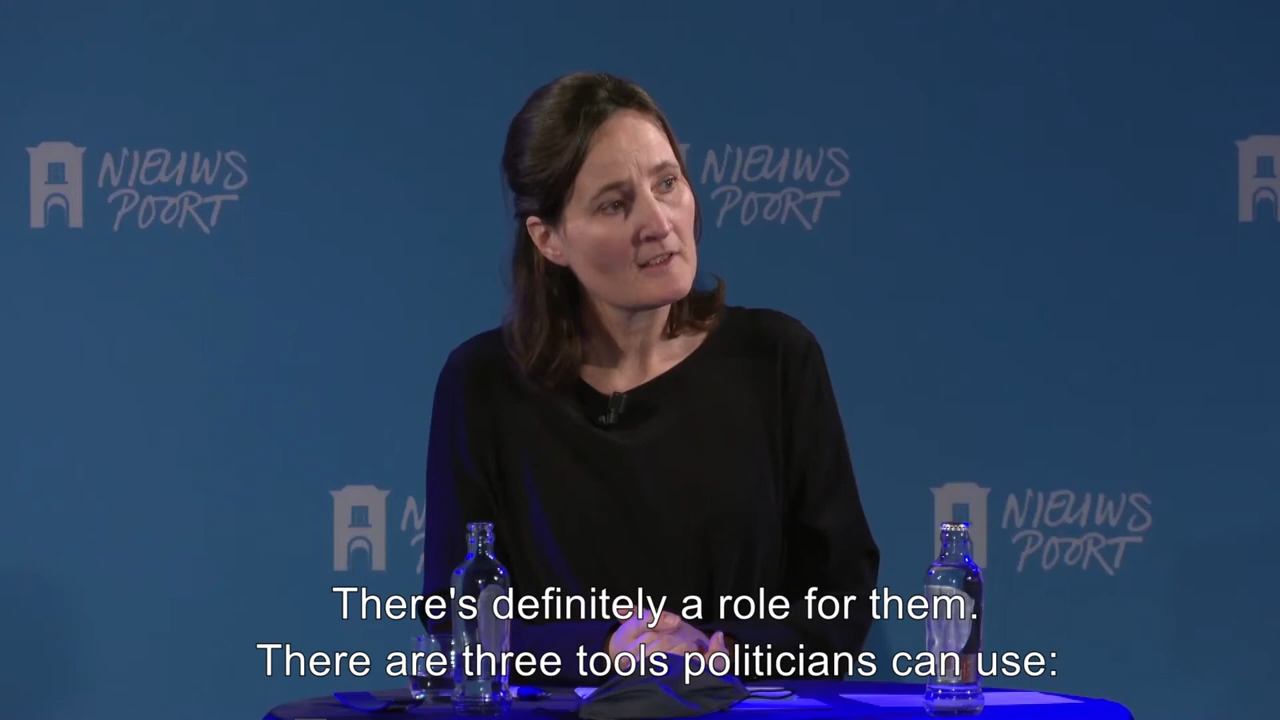 NIEUWS
POORT
NIEUWS
POORT
NIEUWS
POORT
There's definitely a role for them.
There are three tools politicians can use: